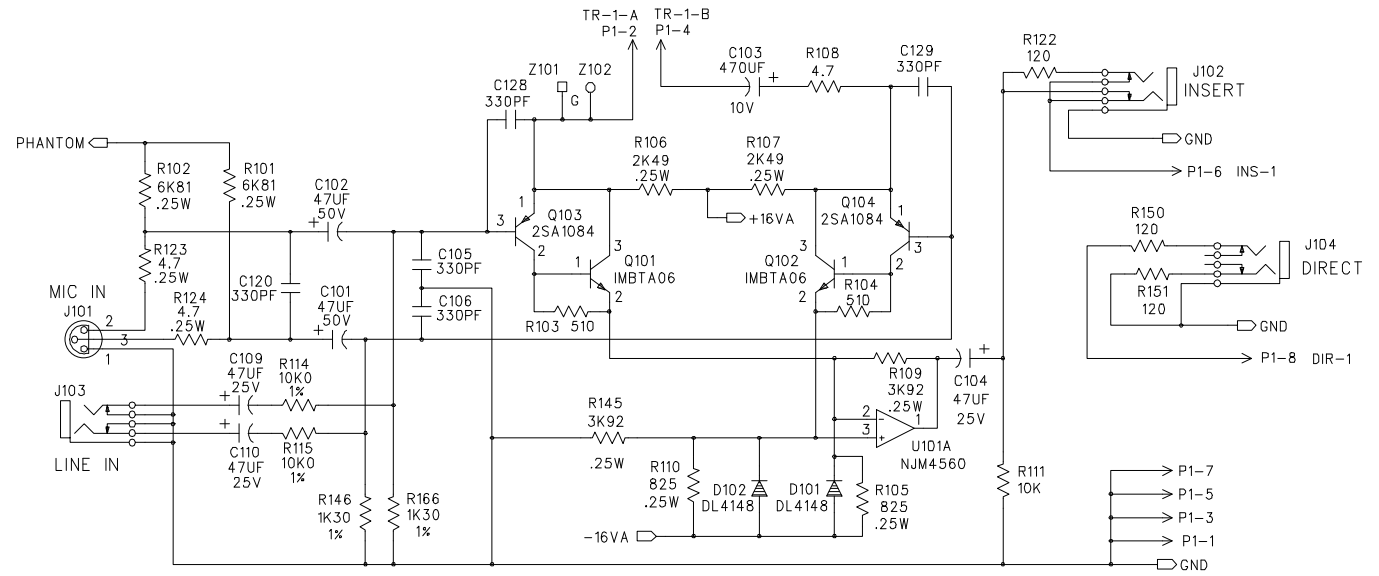 TR-1-A
P1-2
TR-1-B
P1-4
C103
470UF
+
10V
R108
4.7
C129
330PF
R122
120
J102
INSERT
GND
P1-6 INS-1
C128
330PF
Z101
G
Z102
PHANTOM
R102
6K81
.25W
R101
6K81
.25W
C102
47UF
50V
+
R106
2K49
.25W
R107
2K49
.25W
+16VA
1
3
2
Q103
2SA1084
Q104
2SA1084
1
3
2
R123
4.7
.25W
C120
330PF
C105
330PF
C106
330PF
3
Q101
1
IMBTA06
2
3
Q102
1
IMBTA06
2
R103 510
R104
510
R150
120
R151
120
J104
DIRECT
GND
P1-8 DIR-1
MIC IN
J101
2
3
1
R124
4.7
.25W
C101
47UF
50V
+
C109
47UF
25V
+
R114
10K0
1%
J103
LINE IN
+
C110
47UF
25V
R115
10K0
1%
R145
3K92
.25W
R109
3K92
.25W
C104
47UF
25V
+
2
3
1
-
+
U101A
NJM4560
R146
1K30
1%
R166
1K30
1%
R110
825
.25W
D102
DL4148
D101
DL4148
R105
825
.25W
-16VA
R111
10K
P1-7
P1-5
P1-3
P1-1
GND